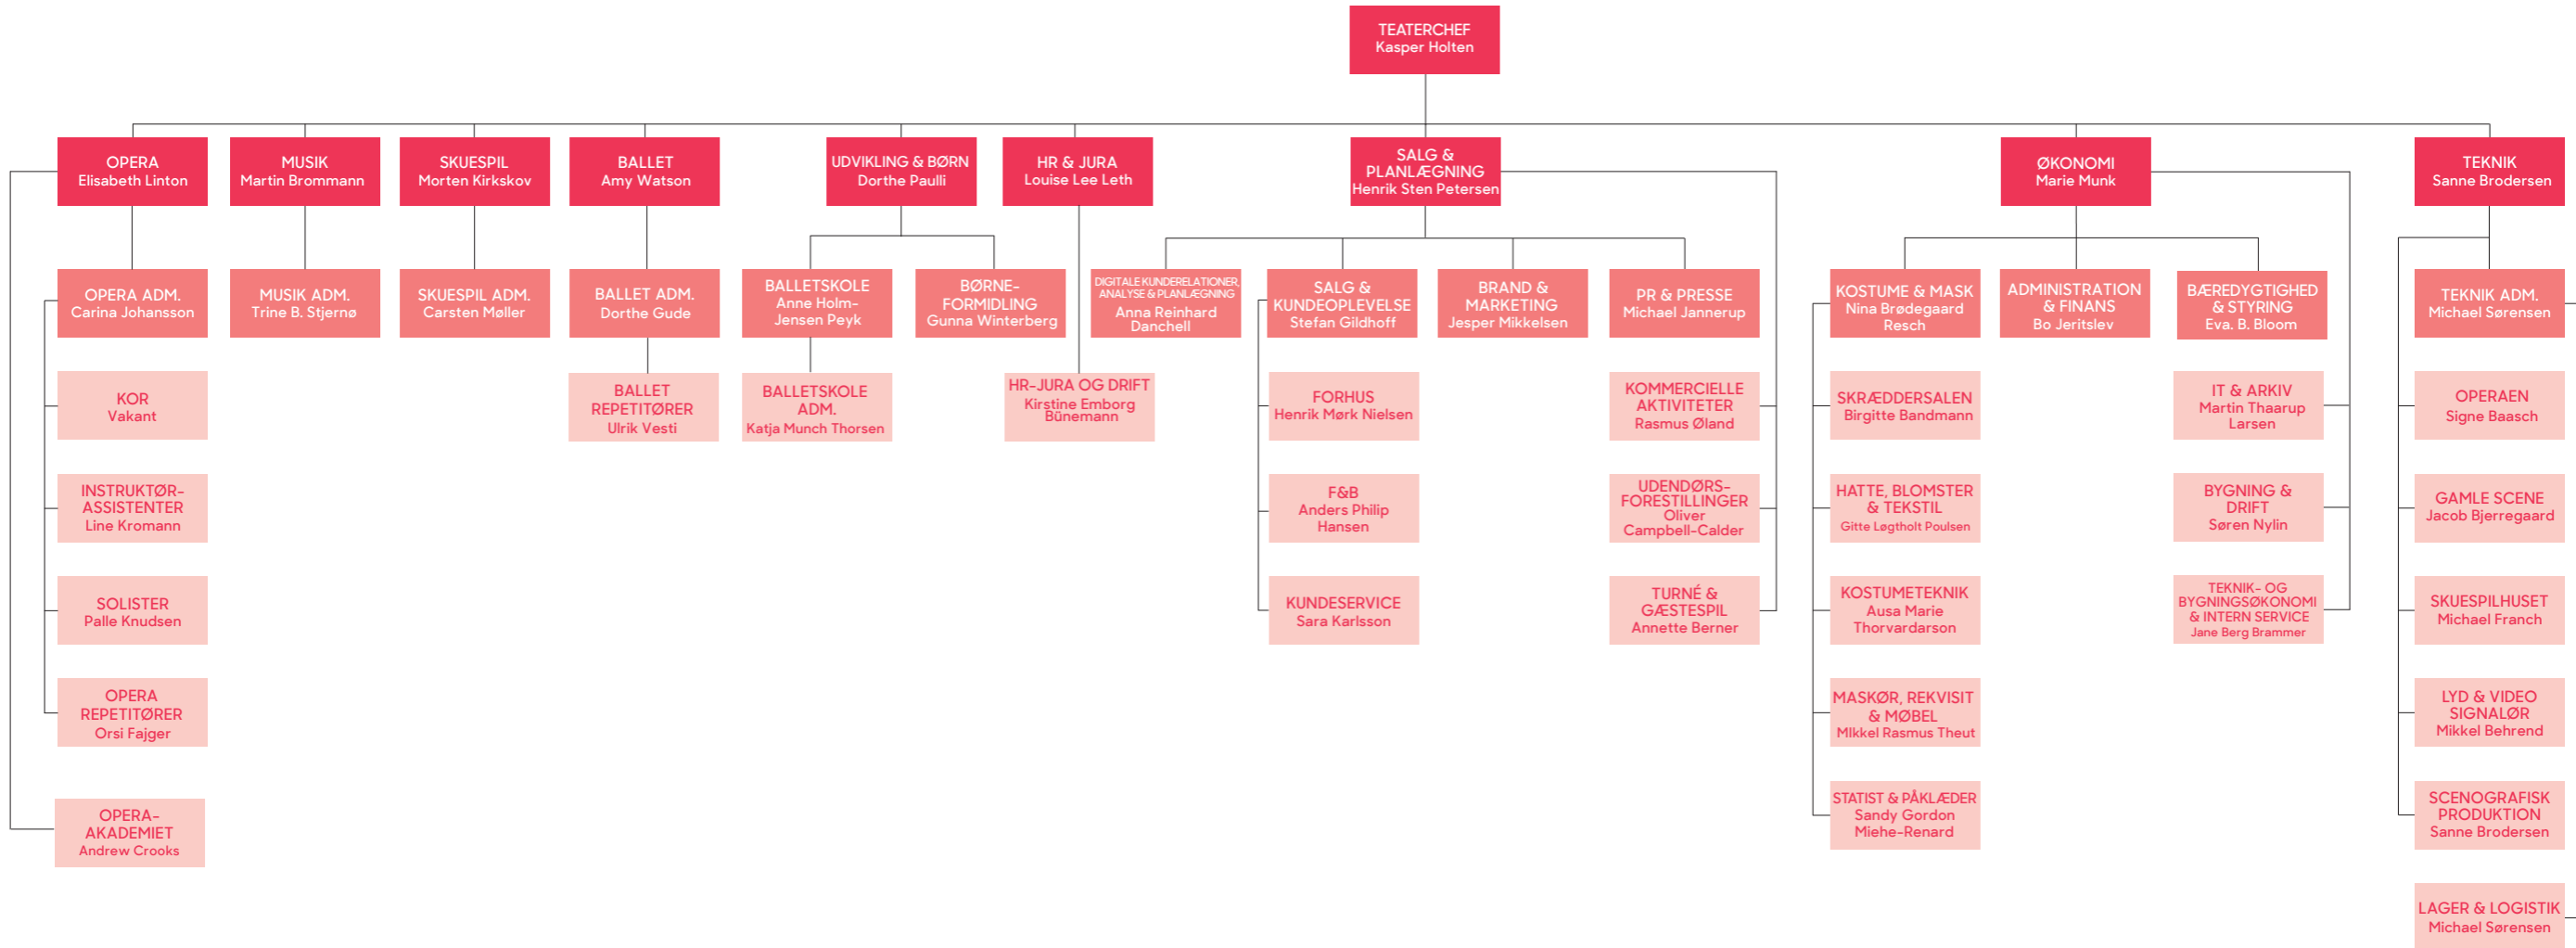 TEATERCHEF
Kasper Holten
OPERA
Elisabeth Linton
MUSIK
Martin Brommann
SKUESPIL
Morten Kirkskov
BALLET
Amy Watson
UDVIKLING & BØRN
Dorthe Paulli
HR & JURA
Louise Lee Leth
SALG &
PLANLÆGNING
Henrik Sten Petersen
ØKONOMI
Marie Munk
TEKNIK
Sanne Brodersen
OPERA ADM.
Carina Johansson
MUSIK ADM.
Trine B. Stjernø
SKUESPIL ADM.
Carsten Møller
BALLET ADM.
Dorthe Gude
BALLETSKOLE
Anne Holm-
Jensen Peyk
BØRNE-
FORMIDLING
Gunna Winterberg
DIGITALE KUNDERELATIONER,
ANALYSE & PLANLÆGNING
Anna Reinhard
Danchell
SALG &
KUNDEOPLEVELSE
Stefan Gildhoff
BRAND &
MARKETING
Jesper Mikkelsen
PR & PRESSE
Michael Jannerup
KOSTUME & MASK
Nina Brødegaard
Resch
ADMINISTRATION
& FINANS
Bo Jeritslev
BÆREDYGTIGHED
& STYRING
Eva. B. Bloom
TEKNIK ADM.
Michael Sørensen
KOR
Vakant
BALLET
REPETITØRER
Ulrik Vesti
BALLETSKOLE
ADM.
Katja Munch Thorsen
HR-JURA OG DRIFT
Kirstine Emborg
Bünemann
FORHUS
Henrik Mørk Nielsen
KOMMERCIELLE
AKTIVITETER
Rasmus Øland
SKRÆDDERSALEN
Birgitte Bandmann
IT & ARKIV
Martin Thaarup
Larsen
OPERAEN
Signe Baasch
INSTRUKTØR-
ASSISTENTER
Line Kromann
F&B
Anders Philip
Hansen
UDENDØRS-
FORESTILLINGER
Oliver
Campbell-Calder
HATTE, BLOMSTER
& TEKSTIL
Gitte Løgtholt Poulsen
BYGNING &
DRIFT
Søren Nylin
GAMLE SCENE
Jacob Bjerregaard
SOLISTER
Palle Knudsen
KUNDESERVICE
Sara Karlsson
TURNÉ &
GÆSTESPIL
Annette Berner
KOSTUMETEKNIK
Ausa Marie
Thorvardarson
TEKNIK- OG
BYGNINGSØKONOMI
& INTERN SERVICE
Jane Berg Brammer
SKUESPILHUSET
Michael Franch
OPERA
REPETITØRER
Orsi Fajger
MASKØR, REKVISIT
& MØBEL
MIkkel Rasmus Theut
LYD & VIDEO
SIGNALØR
Mikkel Behrend
OPERA-
AKADEMIET
Andrew Crooks
STATIST & PÅKLÆDER
Sandy Gordon
Miehe-Renard
SCENOGRAFISK
PRODUKTION
Sanne Brodersen
LAGER & LOGISTIK
Michael Sørensen